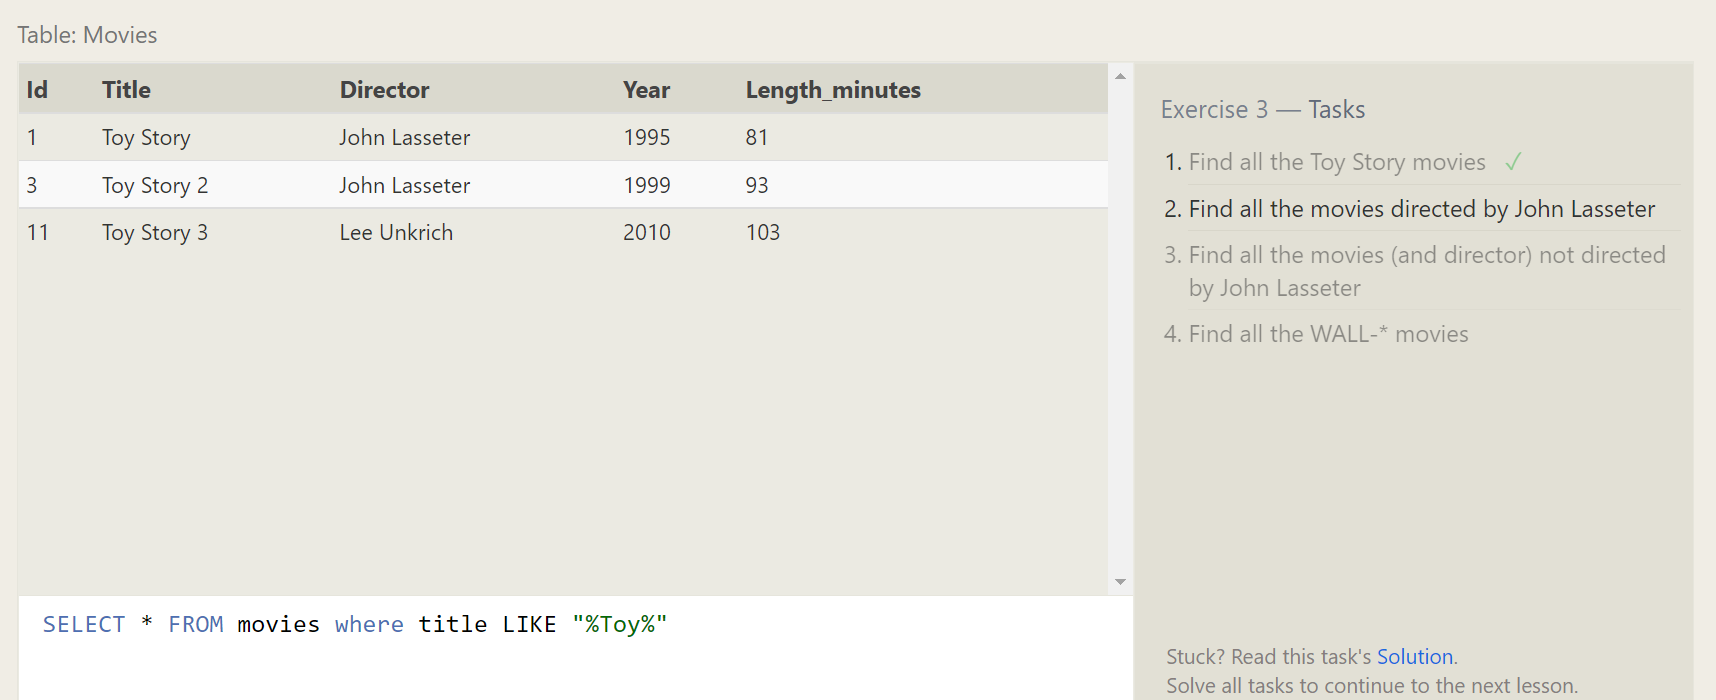 Table: Movies
Id Title Director Year Length_minutes
1 Toy Story John Lasseter 1995 81
3 Toy Story 2 John Lasseter 1999 93
11 Toy Story 3 Lee Unkrich 2010 103
SELECT * FROM movies where title LIKE "%Toy%"
Exercise 3 — Tasks
1. Find all the Toy Story movies ✓
2. Find all the movies directed by John Lasseter
3. Find all the movies (and director) not directed
by John Lasseter
4. Find all the WALL-* movies
Stuck? Read this task's Solution.
Solve all tasks to continue to the next lesson.